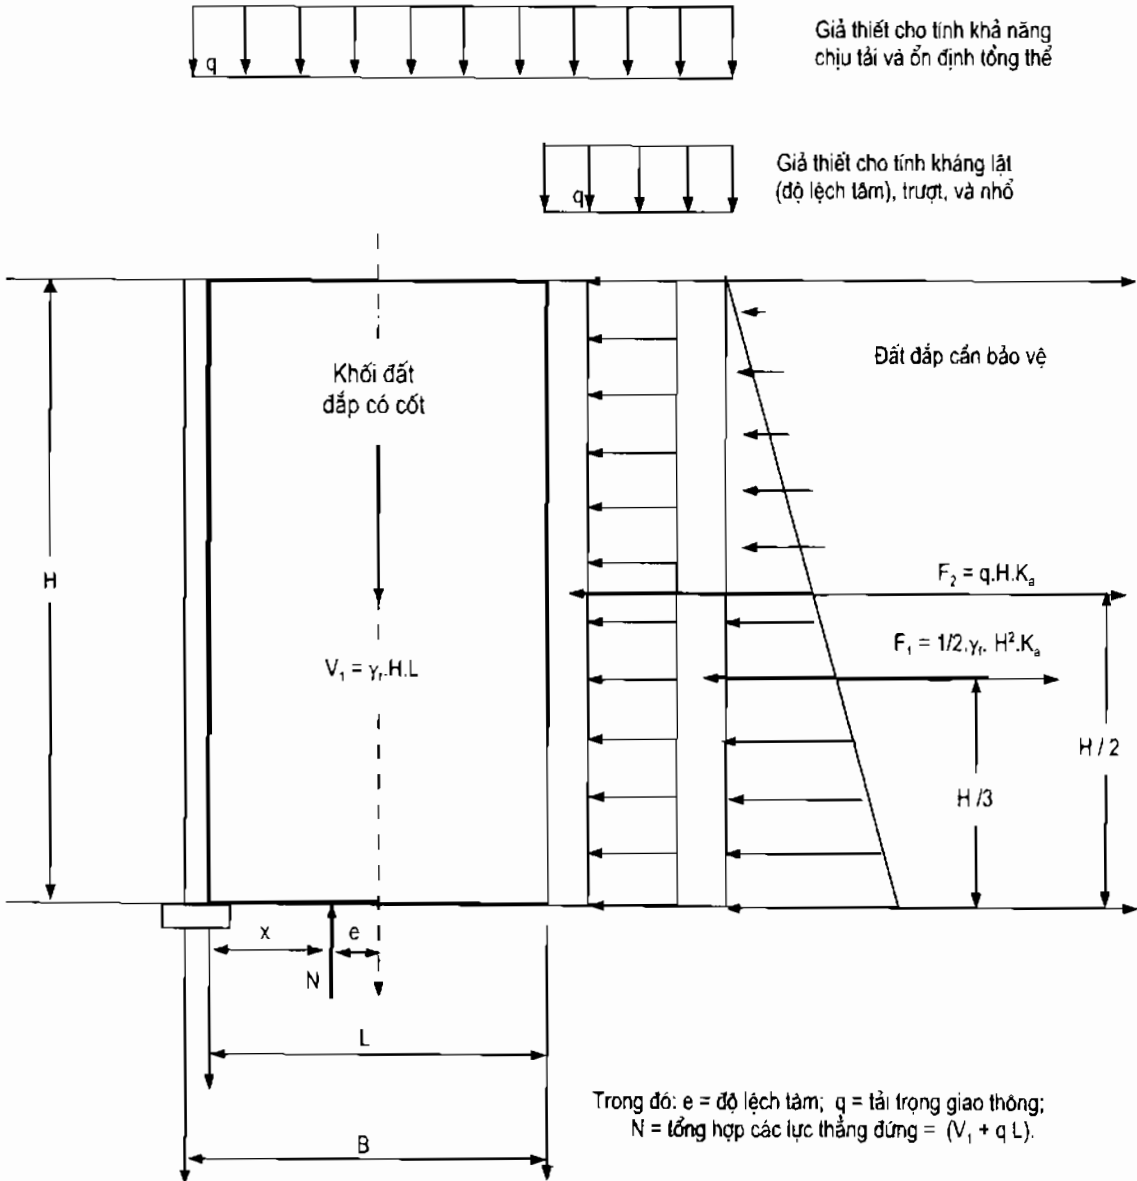 Giả thiết cho tính khả năng
chịu tải và ổn định tổng thể
q
Giả thiết cho tính kháng lật
(độ lệch tâm), trượt, và nhổ
q
Khối đất
đắp có cốt
Đất đắp cần bảo vệ
H
F₂ = q.H.Kₐ
F₁ = 1/2.γf. H².Kₐ
V₁ = γr.H.L
H / 2
H /3
x
e
N
L
B
Trong đó: e = độ lệch tâm; q = tải trọng giao thông;
N = tổng hợp các lực thẳng đứng = (V₁ + q L).